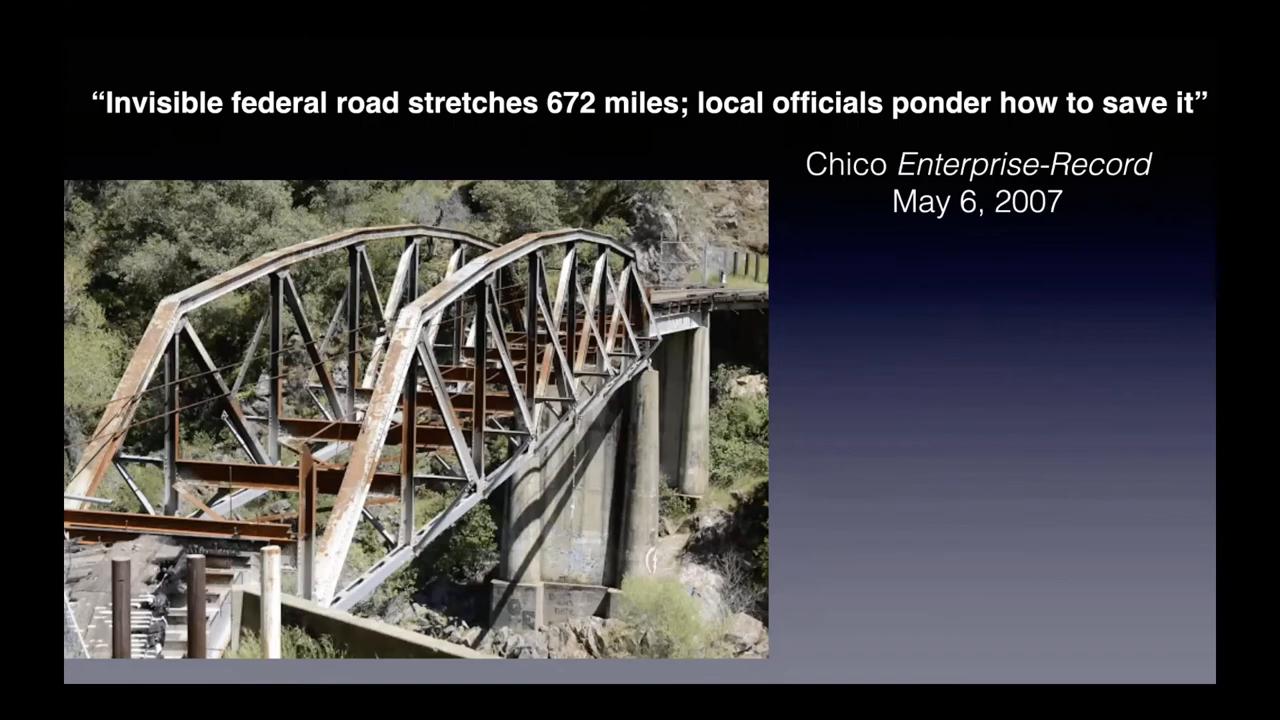 “Invisible federal road stretches 672 miles; local officials ponder how to save it”
Chico Enterprise-Record
May 6, 2007